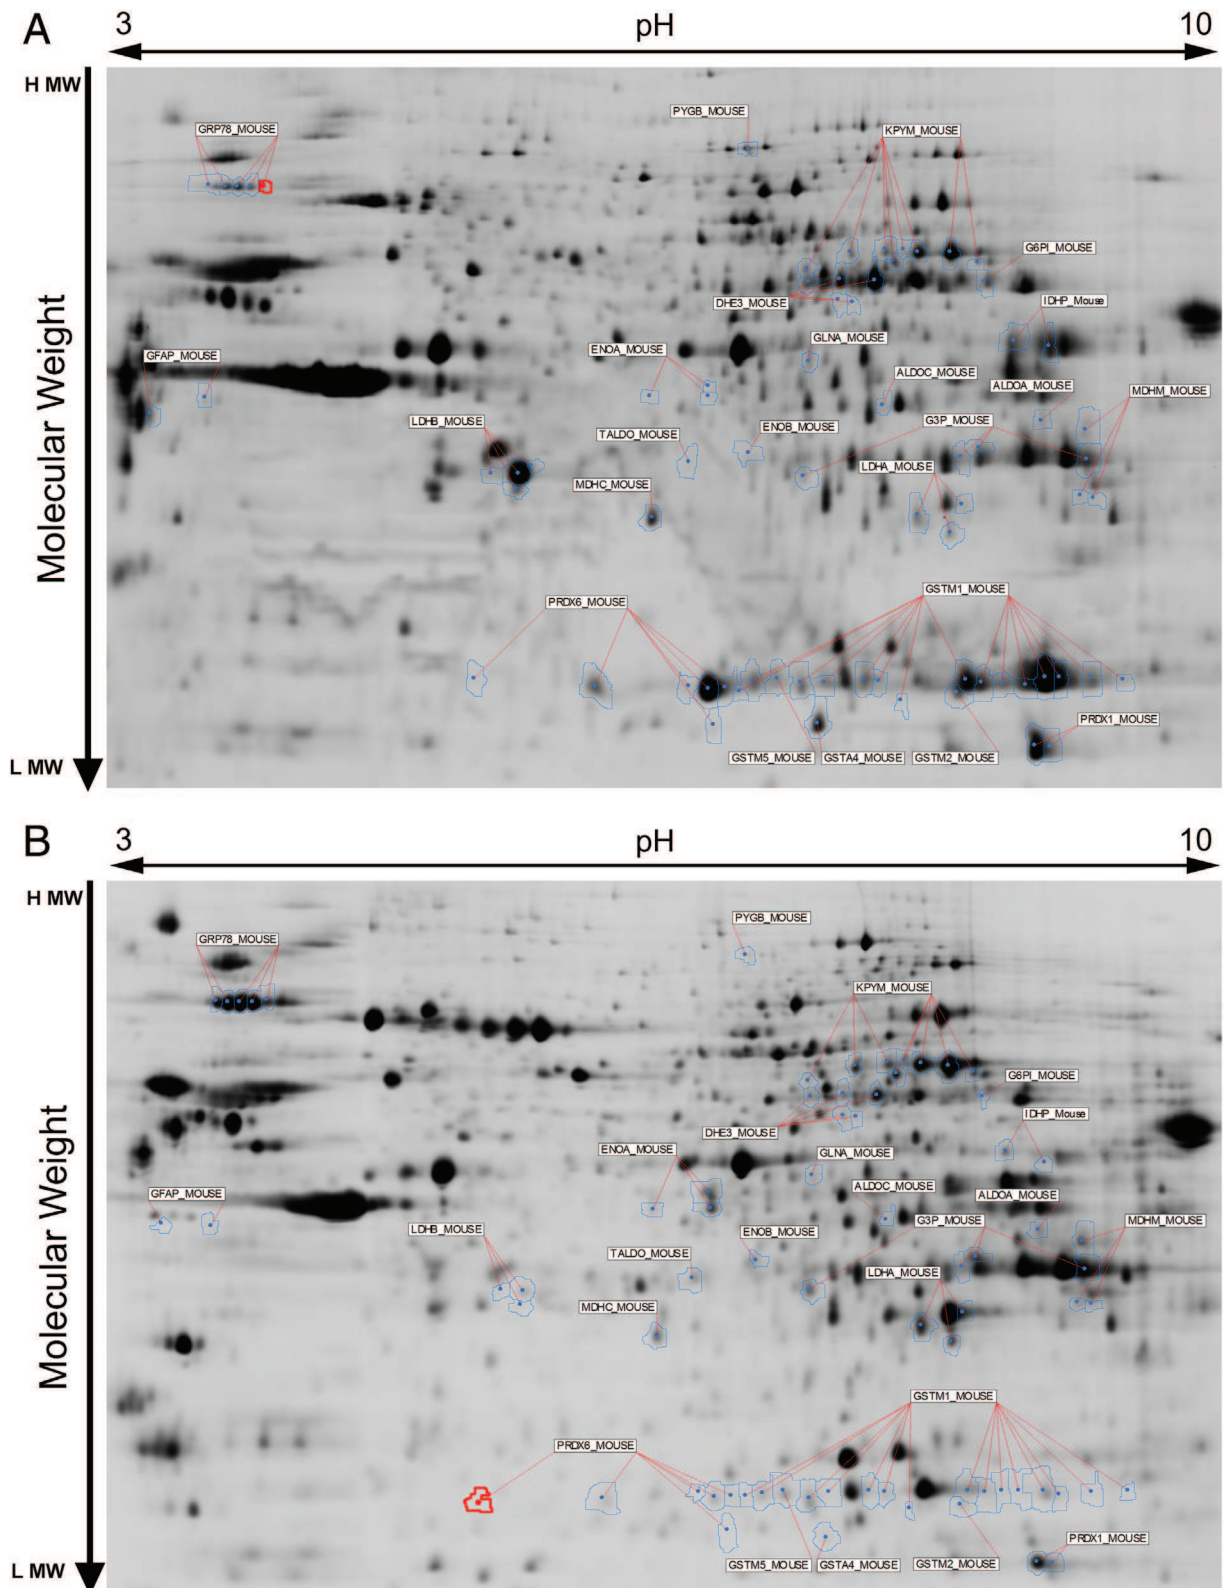 A
3 pH 10
H MW
Molecular Weight
L MW
PYGB_MOUSE
GRP78_MOUSE
KPYM_MOUSE
G6PI_MOUSE
DHE3_MOUSE
IDHP_Mouse
GLNA_MOUSE
ENOA_MOUSE
GFAP_MOUSE
ALDOC_MOUSE
ALDOA_MOUSE
MDHM_MOUSE
LDHB_MOUSE
G3P_MOUSE
ENOB_MOUSE
TALDO_MOUSE
LDHA_MOUSE
MDHC_MOUSE
GSTM1_MOUSE
PRDX6_MOUSE
PRDX1_MOUSE
GSTM5_MOUSE
GSTA4_MOUSE
GSTM2_MOUSE
B
3 pH 10
H MW
Molecular Weight
L MW
PYGB_MOUSE
GRP78_MOUSE
KPYM_MOUSE
G6PI_MOUSE
IDHP_Mouse
DHE3_MOUSE
ENOA_MOUSE
GLNA_MOUSE
ALDOC_MOUSE
GFAP_MOUSE
ALDOA_MOUSE
G3P_MOUSE
MDHM_MOUSE
LDHB_MOUSE
ENOB_MOUSE
TALDO_MOUSE
LDHA_MOUSE
MDHC_MOUSE
GSTM1_MOUSE
PRDX6_MOUSE
PRDX1_MOUSE
GSTM5_MOUSE
GSTA4_MOUSE
GSTM2_MOUSE